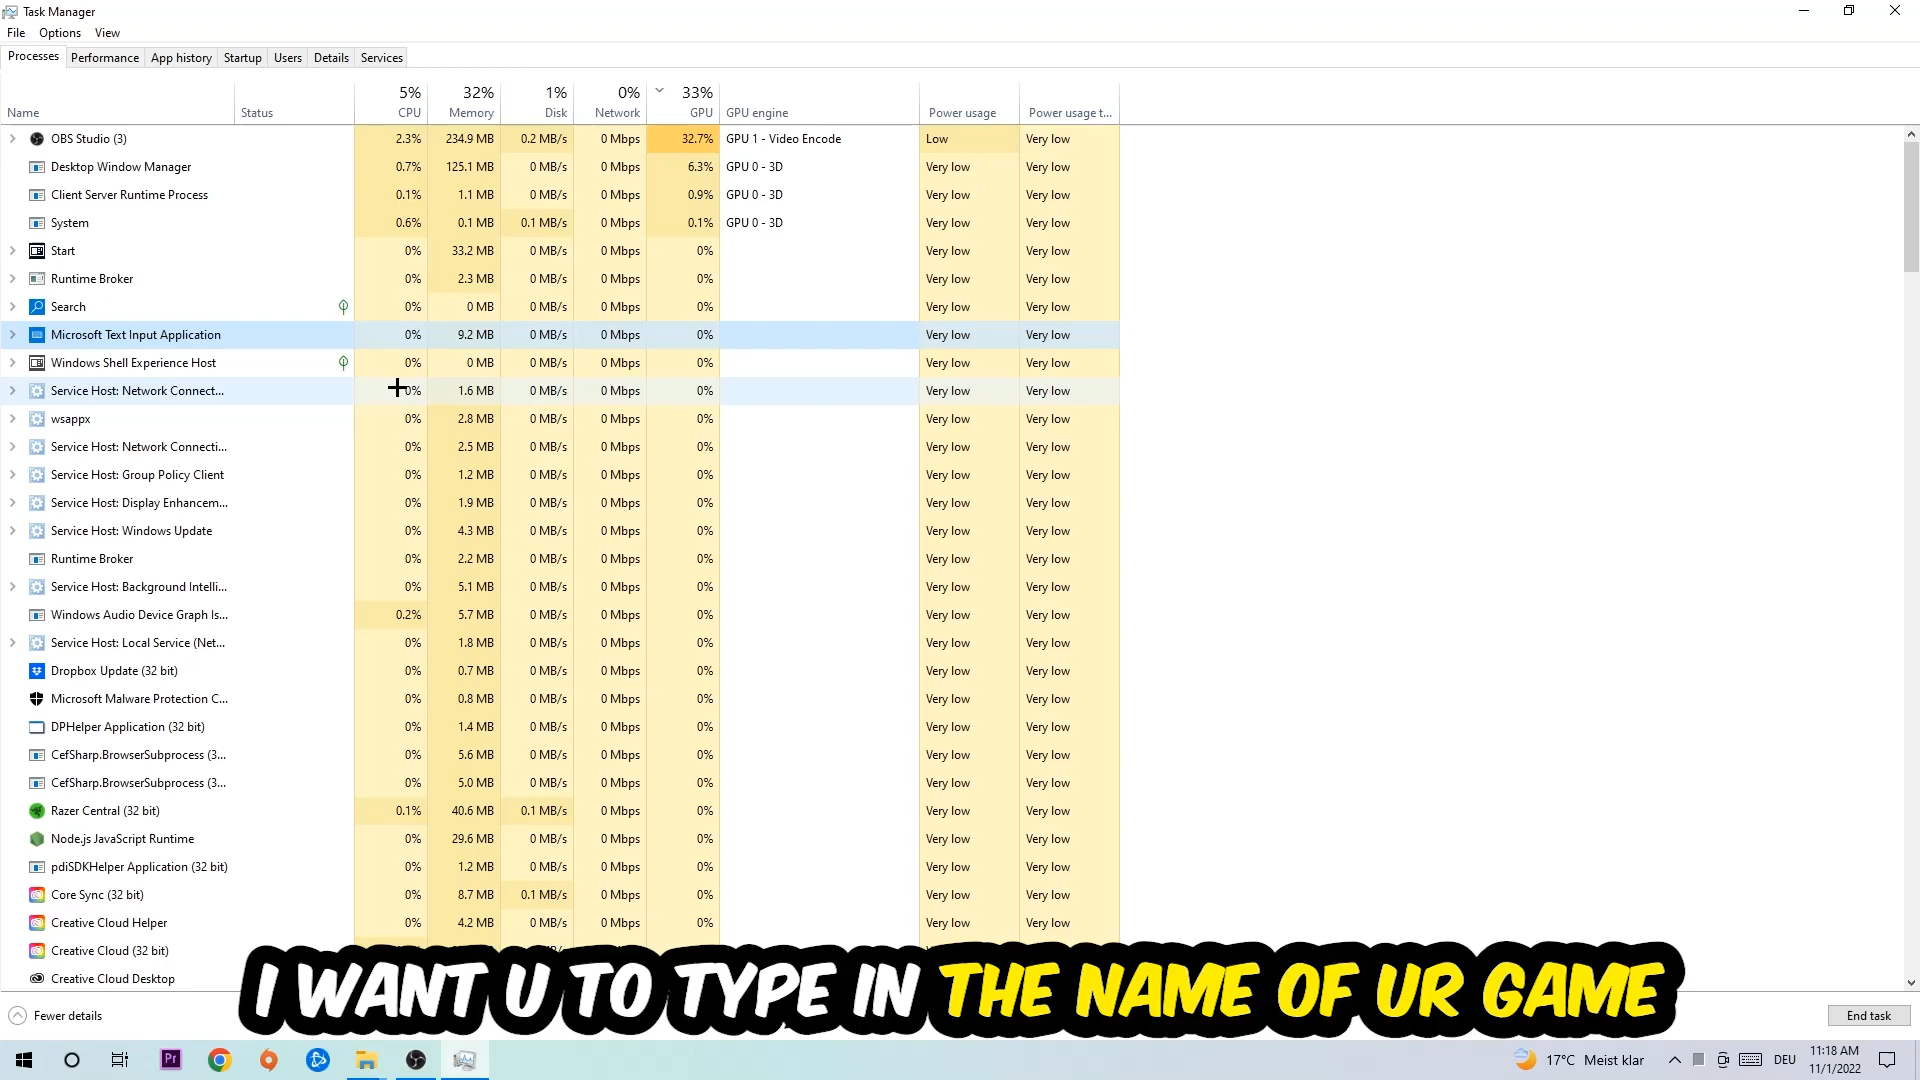 Task Manager
File Options View
Processes Performance App history Startup Users Details Services
5% 32% 1% 0% 33%
Name Status CPU Memory Disk Network GPU GPU engine Power usage Power usage t...
OBS Studio (3) 2.3% 234.9 MB 0.2 MB/s 0 Mbps 32.7% GPU 1 - Video Encode Low Very low
Desktop Window Manager 0.7% 125.1 MB 0 MB/s 0 Mbps 6.3% GPU 0 - 3D Very low Very low
Client Server Runtime Process 0.1% 1.1 MB 0 MB/s 0 Mbps 0.9% GPU 0 - 3D Very low Very low
System 0.6% 0.1 MB 0.1 MB/s 0 Mbps 0.1% GPU 0 - 3D Very low Very low
Start 0% 33.2 MB 0 MB/s 0 Mbps 0% Very low Very low
Runtime Broker 0% 2.3 MB 0 MB/s 0 Mbps 0% Very low Very low
Search 0% 0 MB 0 MB/s 0 Mbps 0% Very low Very low
Microsoft Text Input Application 0% 9.2 MB 0 MB/s 0 Mbps 0% Very low Very low
Windows Shell Experience Host 0% 0 MB 0 MB/s 0 Mbps 0% Very low Very low
Service Host: Network Connect... 0% 1.6 MB 0 MB/s 0 Mbps 0% Very low Very low
wsappx 0% 2.8 MB 0 MB/s 0 Mbps 0% Very low Very low
Service Host: Network Connecti... 0% 2.5 MB 0 MB/s 0 Mbps 0% Very low Very low
Service Host: Group Policy Client 0% 1.2 MB 0 MB/s 0 Mbps 0% Very low Very low
Service Host: Display Enhancem... 0% 1.9 MB 0 MB/s 0 Mbps 0% Very low Very low
Service Host: Windows Update 0% 4.3 MB 0 MB/s 0 Mbps 0% Very low Very low
Runtime Broker 0% 2.2 MB 0 MB/s 0 Mbps 0% Very low Very low
Service Host: Background Intelli... 0% 5.1 MB 0 MB/s 0 Mbps 0% Very low Very low
Windows Audio Device Graph Is... 0.2% 5.7 MB 0 MB/s 0 Mbps 0% Very low Very low
Service Host: Local Service (Net... 0% 1.8 MB 0 MB/s 0 Mbps 0% Very low Very low
Dropbox Update (32 bit) 0% 0.7 MB 0 MB/s 0 Mbps 0% Very low Very low
Microsoft Malware Protection C... 0% 0.8 MB 0 MB/s 0 Mbps 0% Very low Very low
DPHelper Application (32 bit) 0% 1.4 MB 0 MB/s 0 Mbps 0% Very low Very low
CefSharp.BrowserSubprocess (3... 0% 5.6 MB 0 MB/s 0 Mbps 0% Very low Very low
CefSharp.BrowserSubprocess (3... 0% 5.0 MB 0 MB/s 0 Mbps 0% Very low Very low
Razer Central (32 bit) 0.1% 40.6 MB 0.1 MB/s 0 Mbps 0% Very low Very low
Node.js JavaScript Runtime 0% 29.6 MB 0 MB/s 0 Mbps 0% Very low Very low
pdiSDKHelper Application (32 bit) 0% 1.2 MB 0 MB/s 0 Mbps 0% Very low Very low
Core Sync (32 bit) 0% 8.7 MB 0.1 MB/s 0 Mbps 0% Very low Very low
Creative Cloud Helper 0% 4.2 MB 0 MB/s 0 Mbps 0% Very low Very low
Creative Cloud (32 bit)
Creative Cloud Desktop
I WANT U TO TYPE IN THE NAME OF UR GAME
Fewer details End task
Pr 17°C Meist klar DEU 11:18 AM
11/1/2022